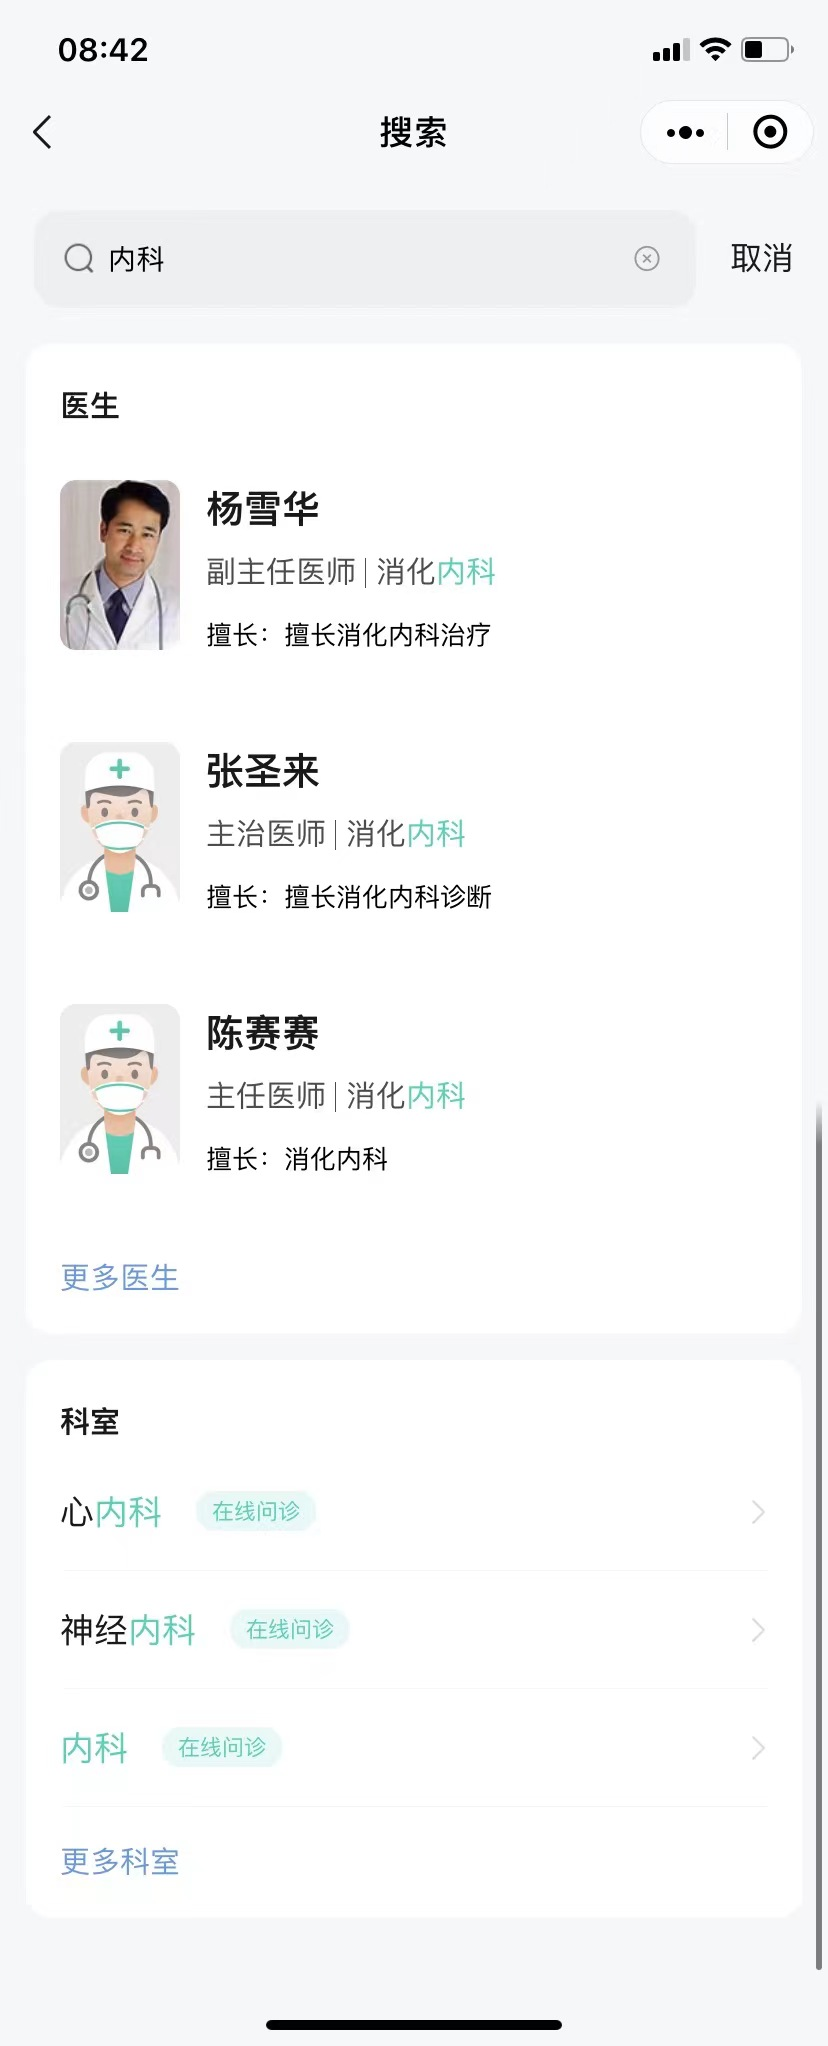 08:42
搜索
内科
取消
医生
杨雪华
副主任医师 | 消化内科
擅长：擅长消化内科治疗
张圣来
主治医师 | 消化内科
擅长：擅长消化内科诊断
陈赛赛
主任医师 | 消化内科
擅长：消化内科
更多医生
科室
心内科 在线问诊
神经内科 在线问诊
内科 在线问诊
更多科室